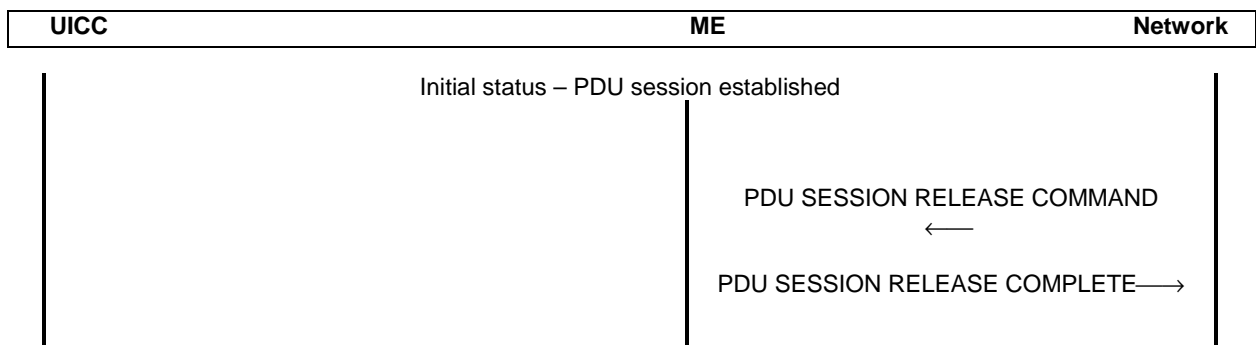 UICC ME Network
Initial status – PDU session established
PDU SESSION RELEASE COMMAND
←
PDU SESSION RELEASE COMPLETE→